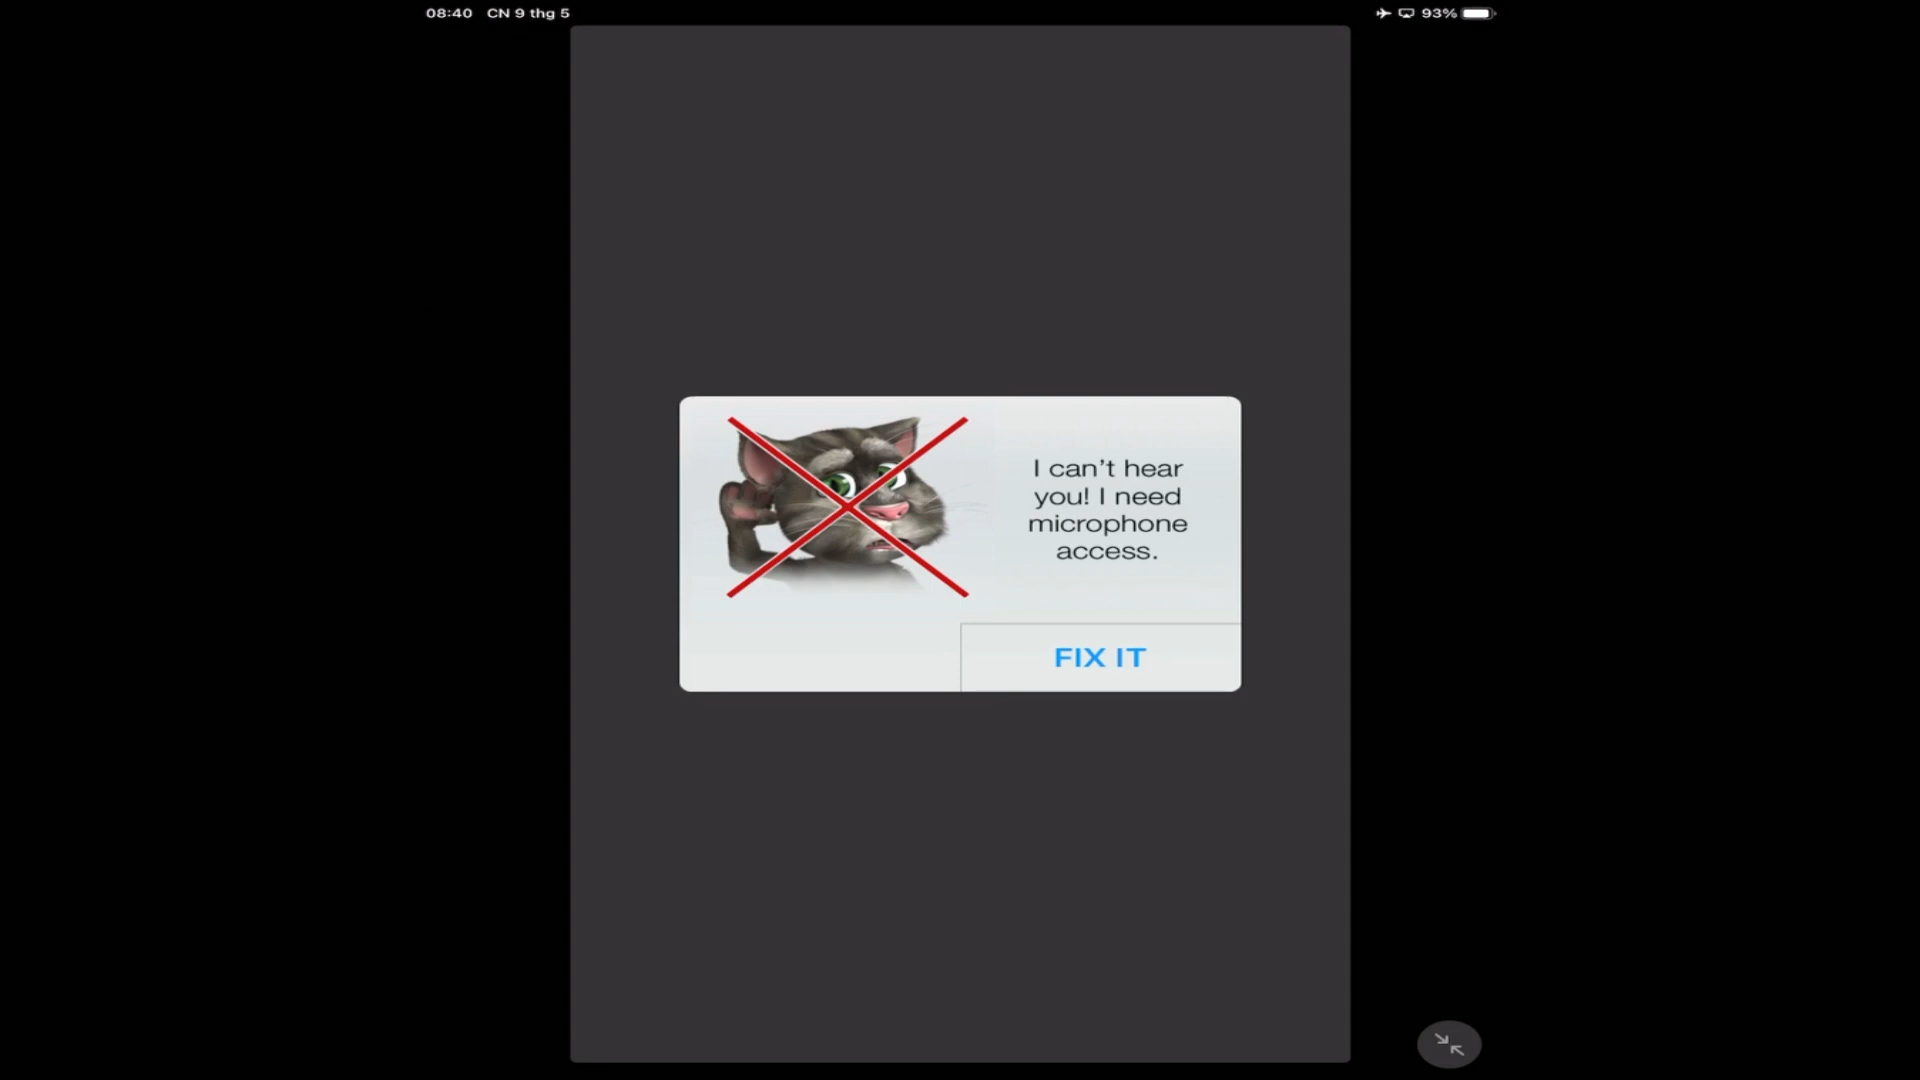 08:40 CN 9 thg 5
93%
I can't hear
you! I need
microphone
access.
FIX IT